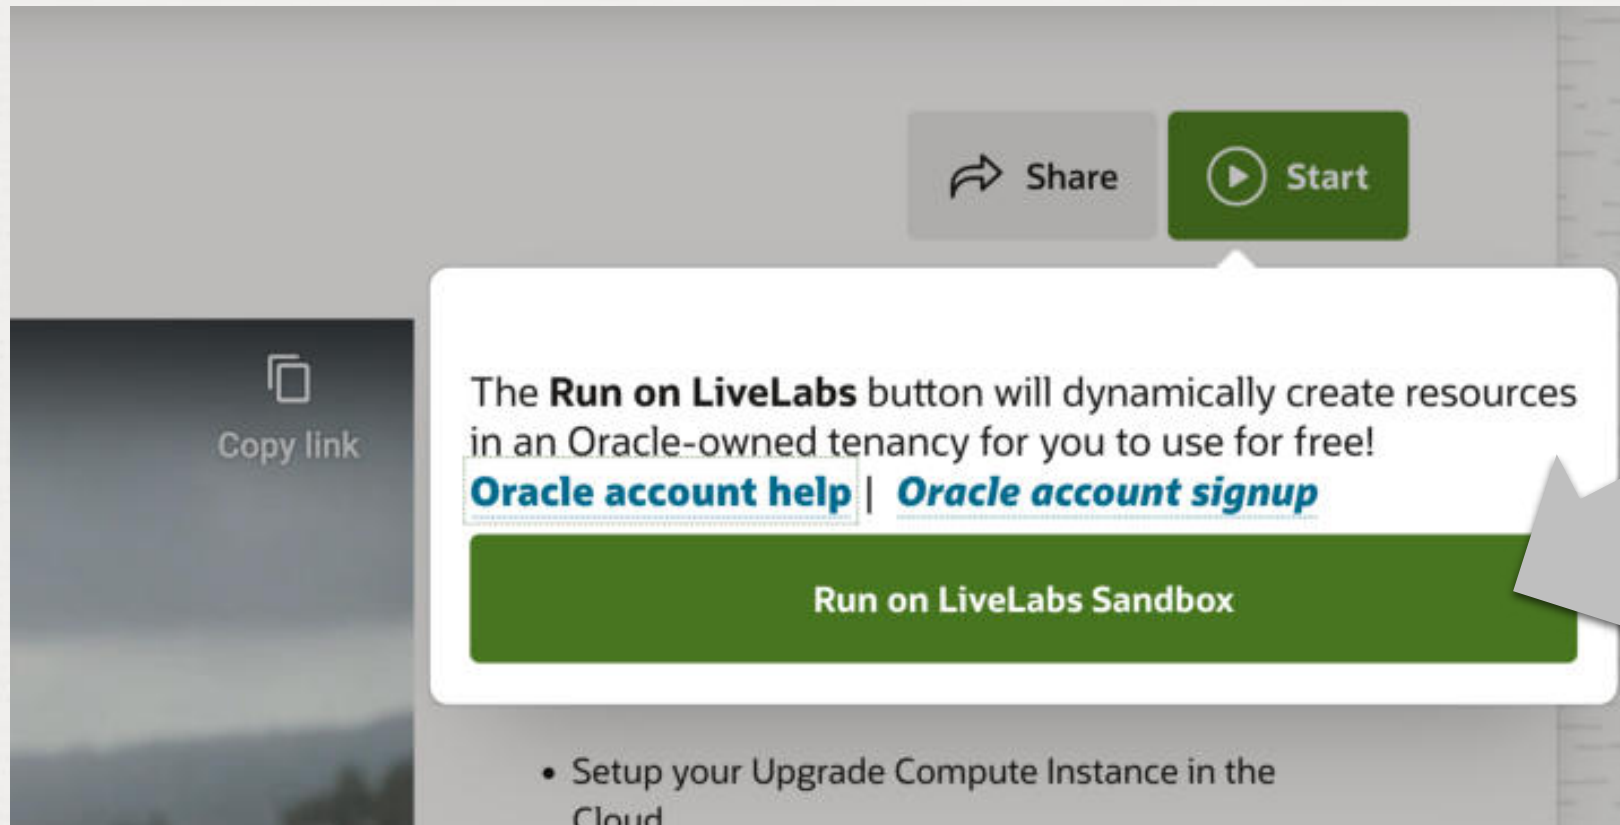 Share
Start
The Run on LiveLabs button will dynamically create resources
in an Oracle-owned tenancy for you to use for free!
Oracle account help | Oracle account signup
Run on LiveLabs Sandbox
Copy link
• Setup your Upgrade Compute Instance in the
Cloud